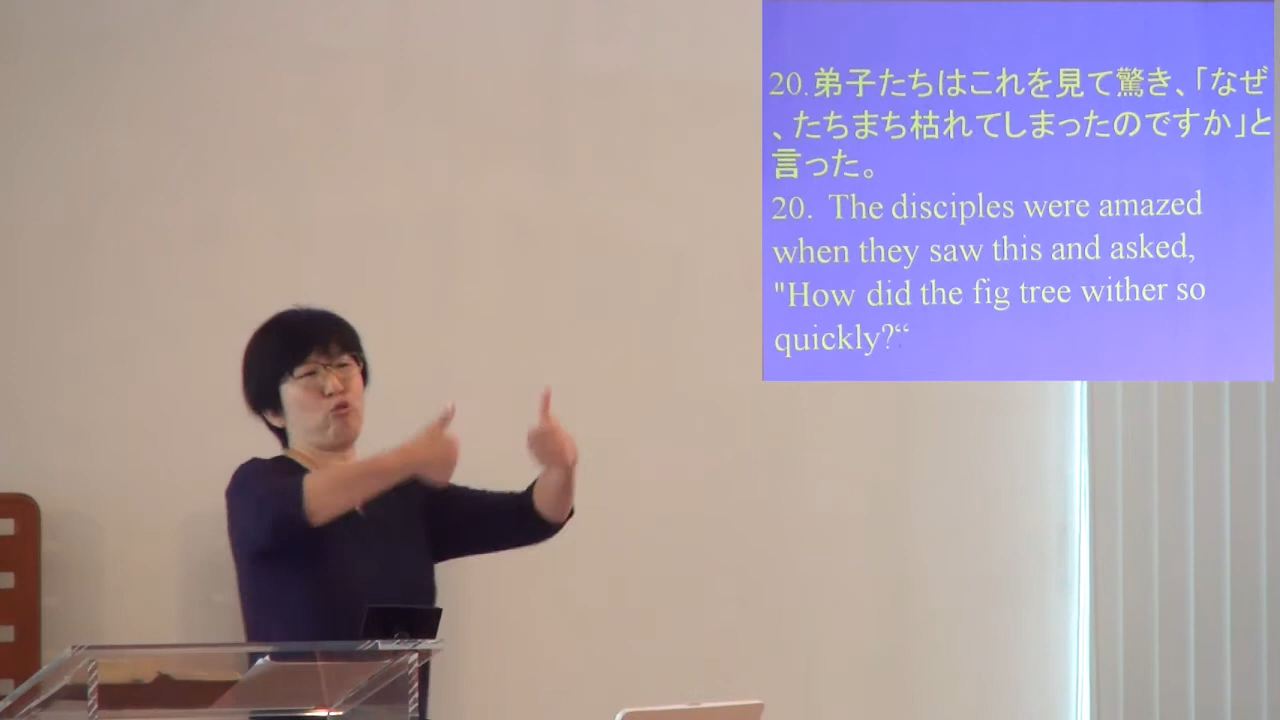 20.弟子たちはこれを見て驚き、「なぜ
、たちまち枯れてしまったのですか」と
言った。
20. The disciples were amazed
when they saw this and asked,
"How did the fig tree wither so
quickly?“